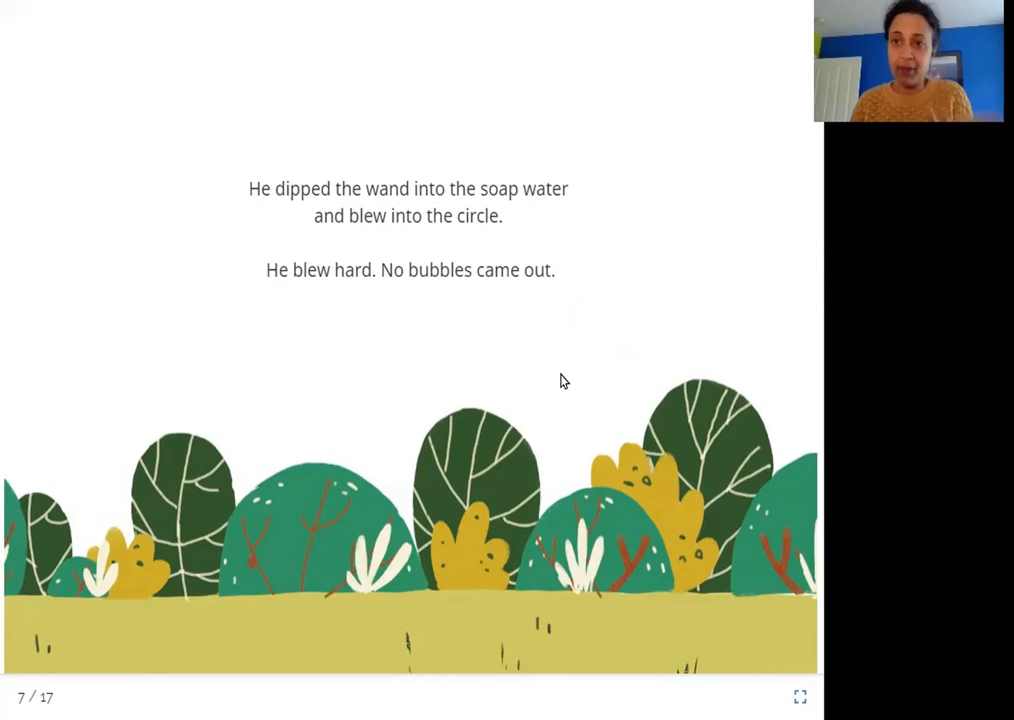 He dipped the wand into the soap water
and blew into the circle.
He blew hard. No bubbles came out.
7 / 17